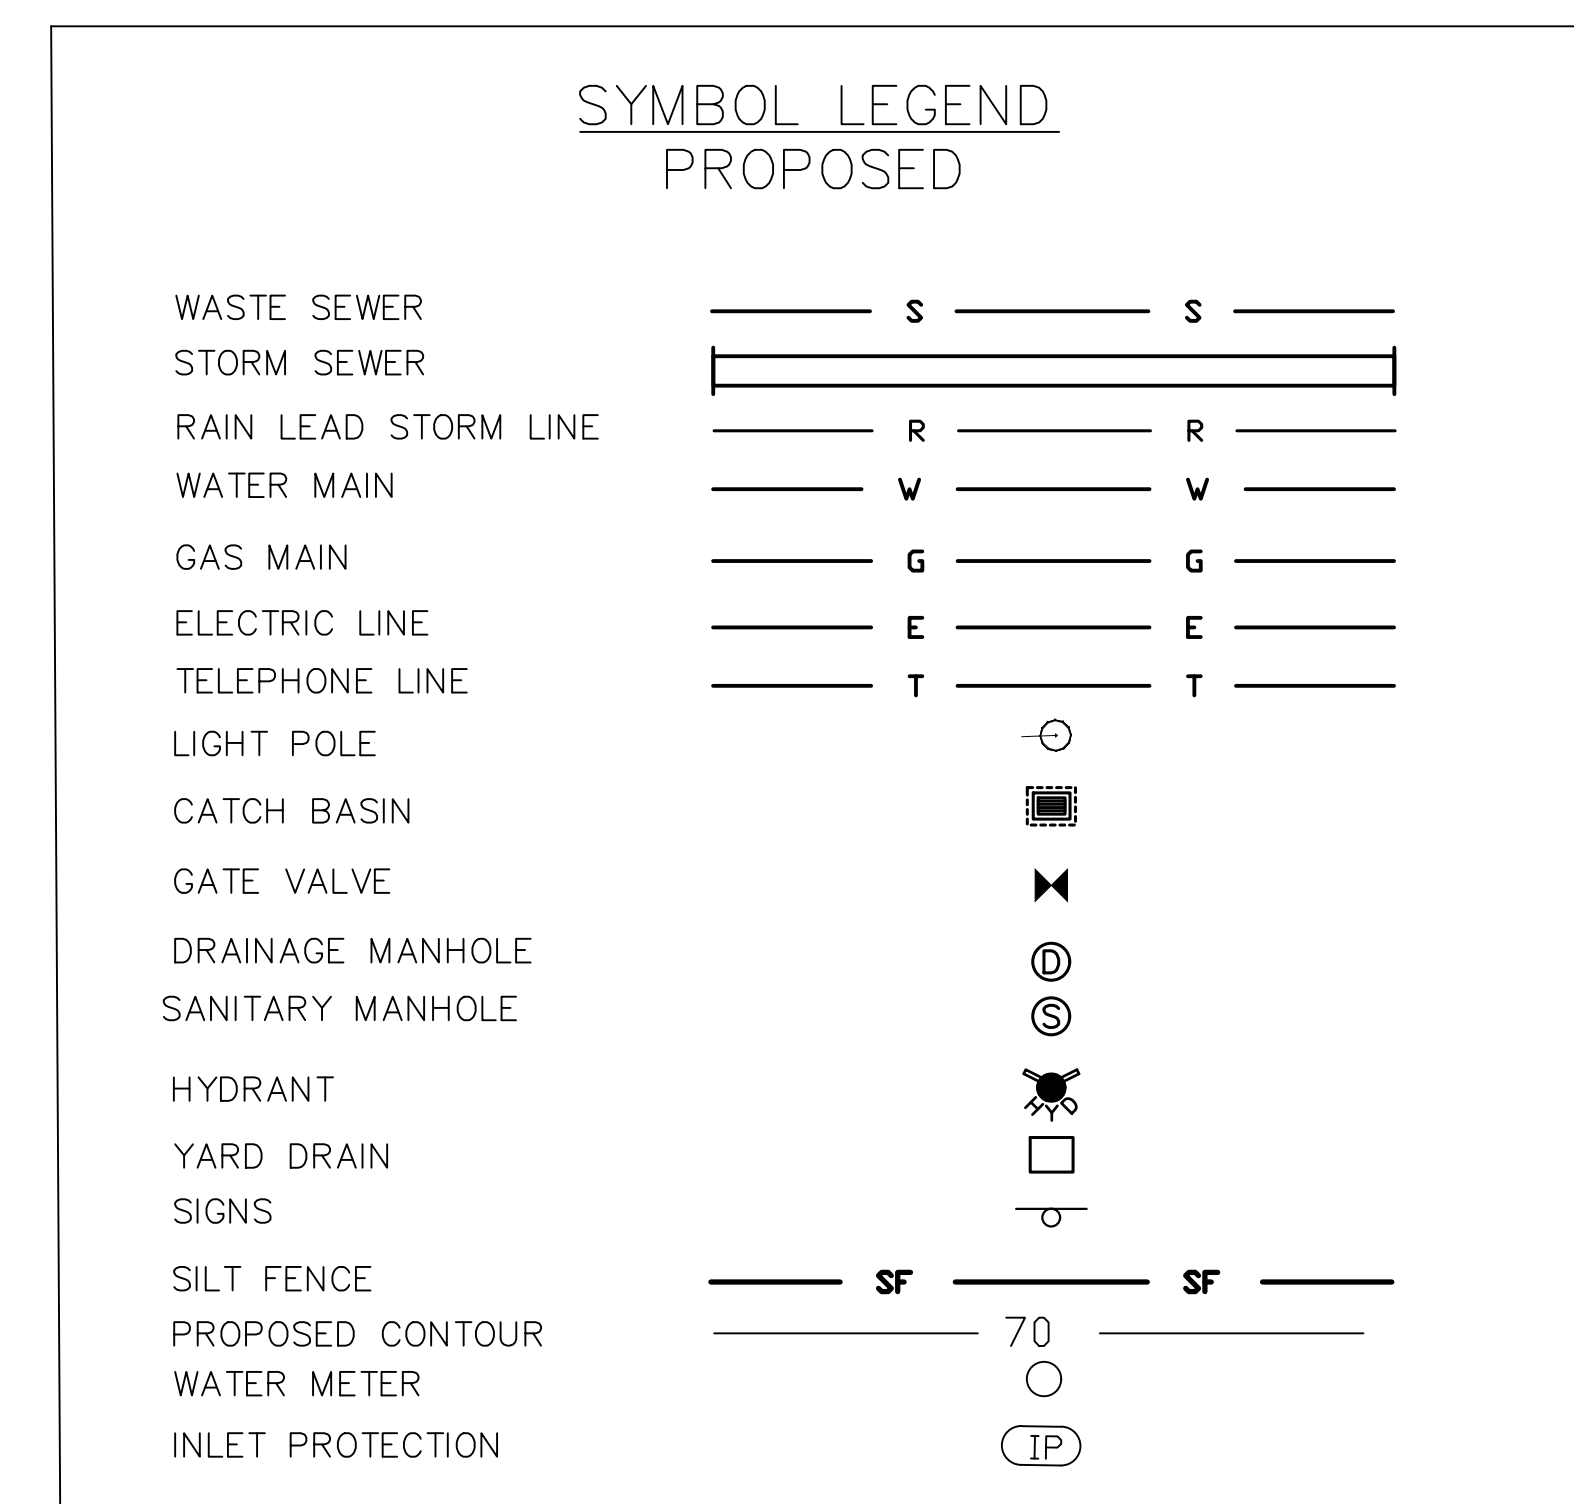 SYMBOL LEGEND
PROPOSED
WASTE SEWER S S
STORM SEWER
RAIN LEAD STORM LINE R R
WATER MAIN W W
GAS MAIN G G
ELECTRIC LINE E E
TELEPHONE LINE T T
LIGHT POLE
CATCH BASIN
GATE VALVE
DRAINAGE MANHOLE D
SANITARY MANHOLE S
HYDRANT HYD
YARD DRAIN
SIGNS
SILT FENCE SF SF
PROPOSED CONTOUR 70
WATER METER
INLET PROTECTION IP